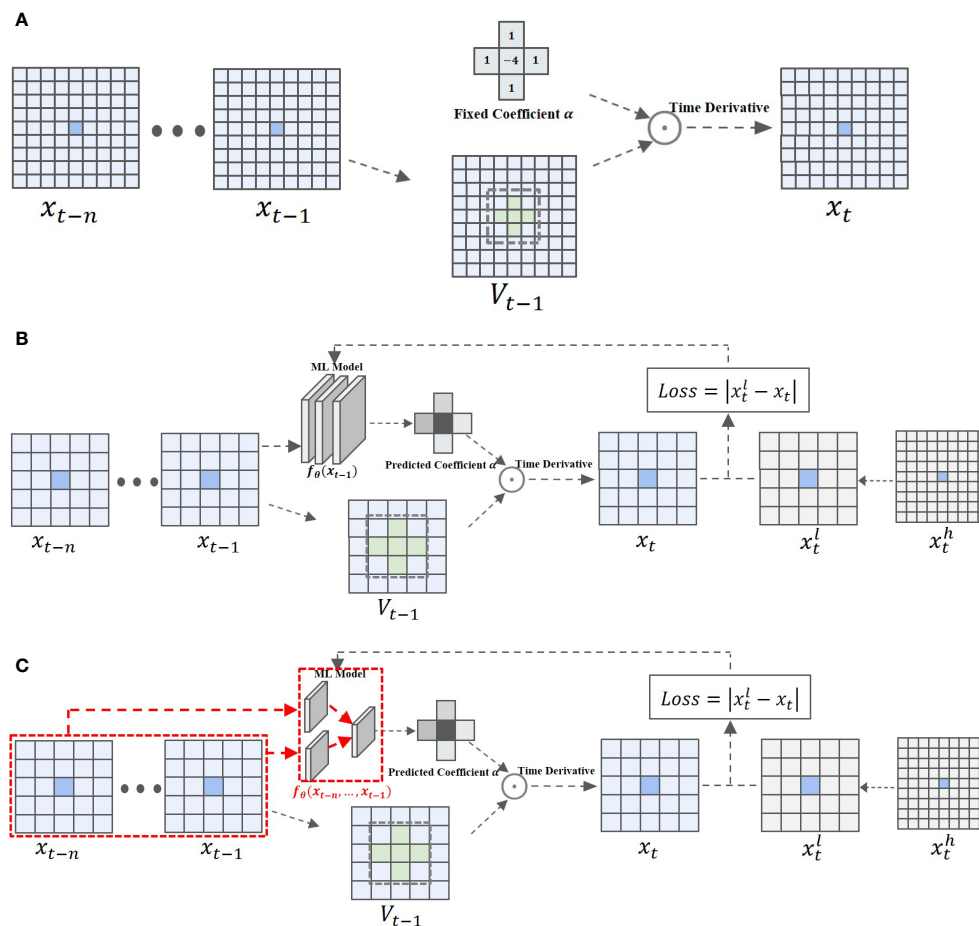 A
1
1 −4 1
1
Fixed Coefficient α
Time Derivative
x_{t−n}
x_{t−1}
V_{t−1}
x_t
B
ML Model
f_θ(x_{t−1})
Predicted Coefficient α
Time Derivative
Loss = |x_t^l − x_t|
x_{t−n}
x_{t−1}
V_{t−1}
x_t
x_t^l
x_t^h
C
ML Model
f_θ(x_{t−n}, …, x_{t−1})
Predicted Coefficient α
Time Derivative
Loss = |x_t^l − x_t|
x_{t−n}
x_{t−1}
V_{t−1}
x_t
x_t^l
x_t^h